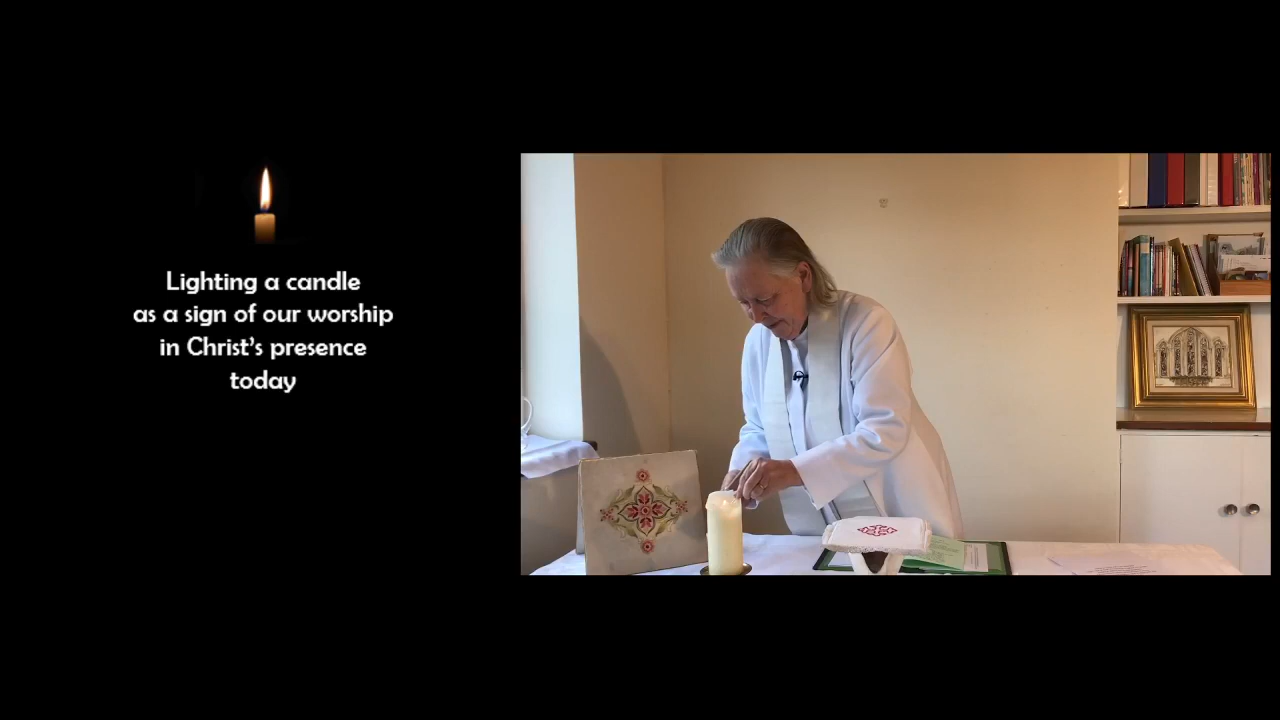 Lighting a candle
as a sign of our worship
in Christ's presence
today